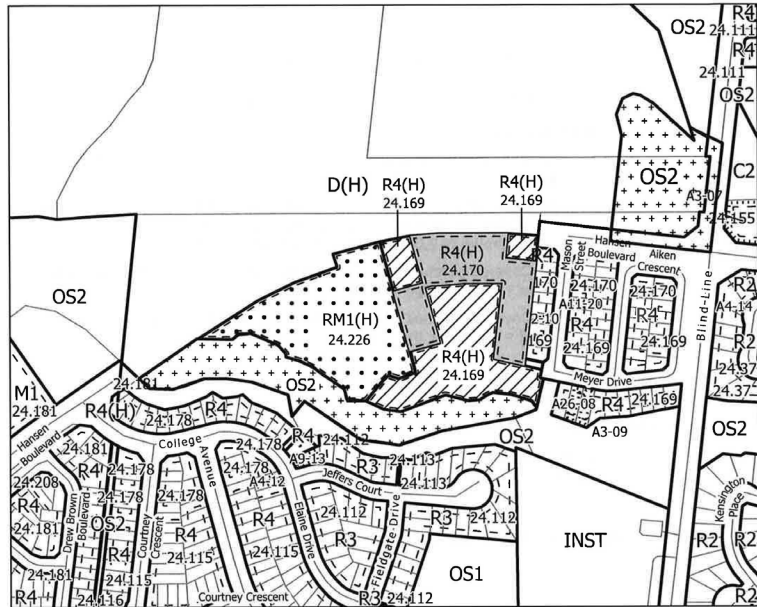 OS2
R4
24.111
R4
24.111
OS2
C2
OS2
A3-07
24.155
D(H)
R4(H)
24.169
R4(H)
24.169
R4(H)
24.170
R4
170
2-10
169
Mason
Street
Hansen
Boulevard
Aiken
Crescent
24.170
A11-20
R4
24.169
24.170
R4
24.169
Blind-Line
R2
A4-14
R2
24.37
24.37
OS2
RM1(H)
24.226
R4(H)
24.169
OS2
Meyer Drive
A26-08
R4
24.169
A3-09
OS2
OS2
M1
24.181
24.181
R4(H)
R4
Hansen
Boulevard
College
Avenue
24.181
R4
24.178
24.178
24.178
24.178
R4
24.112
A9-13
R3
24.113
24.113
A4-12
Jeffers Court
24.208
R4
24.181
Drew Brown
Boulevard
OS2
24.178
R4
24.115
24.116
Courtney
Crescent
R4
24.115
R4
24.115
Elaine Drive
24.112
R3
Fieldgate-Drive
R3
24.112
24.181
R4
Courtney Crescent
R3
24.112
OS1
INST
Kensington
Place
R2
R2
R2